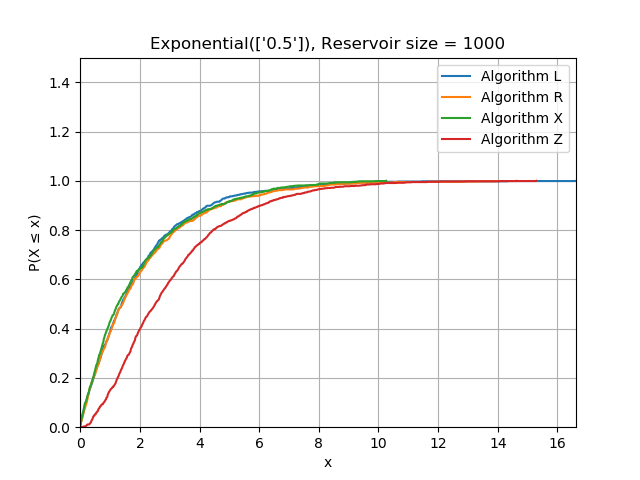 Exponential(['0.5']), Reservoir size = 1000
Algorithm L
Algorithm R
Algorithm X
Algorithm Z
P(X ≤ x)
1.4
1.2
1.0
0.8
0.6
0.4
0.2
0.0
0 2 4 6 8 10 12 14 16
x